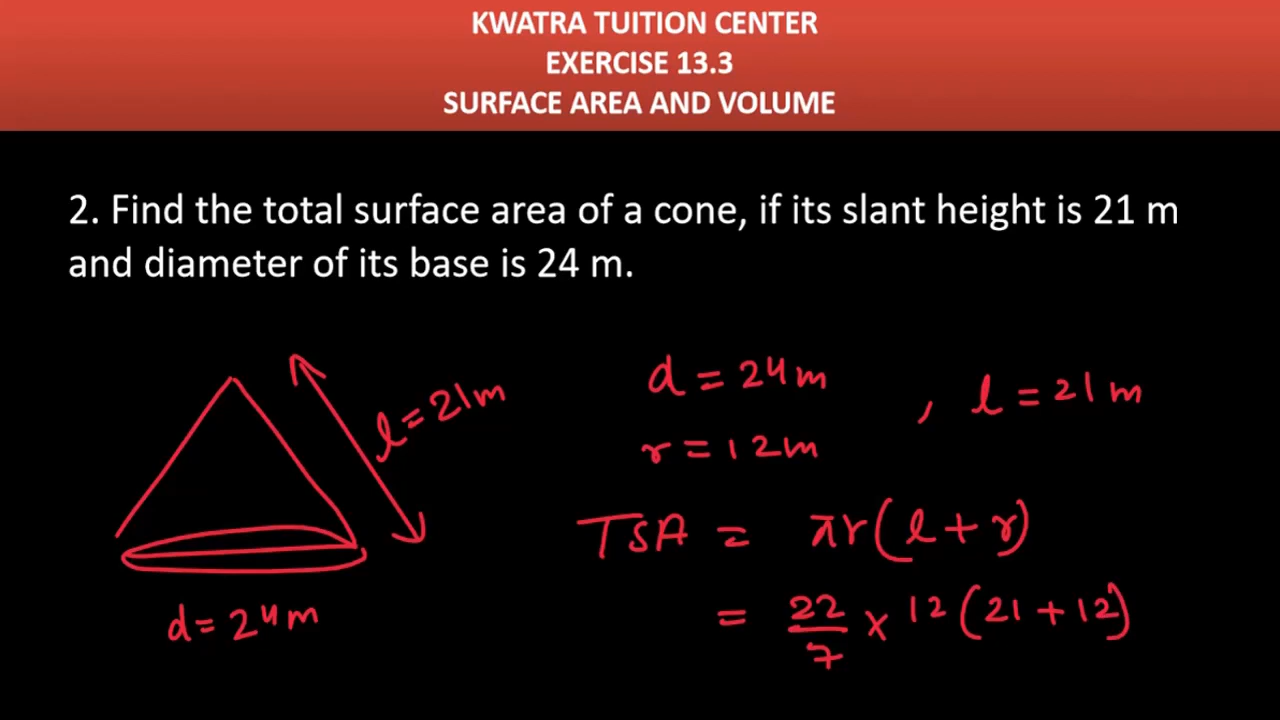 KWATRA TUITION CENTER
EXERCISE 13.3
SURFACE AREA AND VOLUME
2. Find the total surface area of a cone, if its slant height is 21 m
and diameter of its base is 24 m.
l = 21m
d = 24m
d = 24m , l = 21m
r = 12m
TSA = πr(l + r)
= 22/7 x 12 (21 + 12)